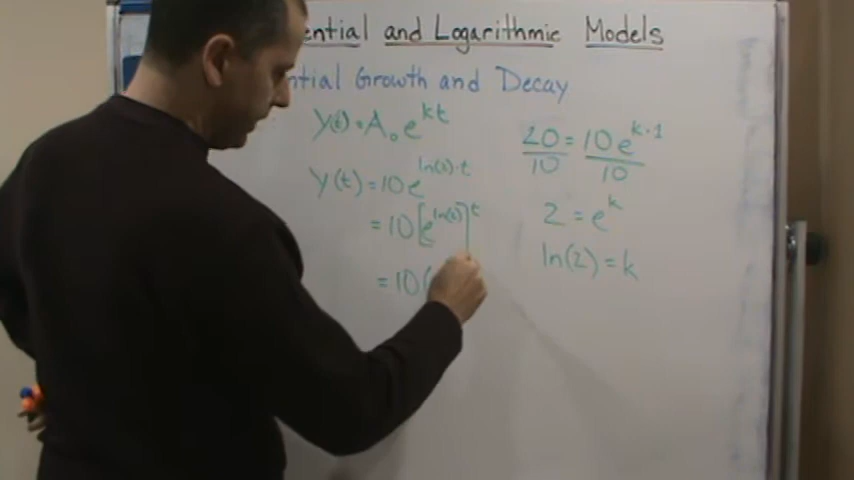 ential and Logarithmic Models
ntial Growth and Decay
y(t) = A₀e^{kt}
y(t) = 10e^{ln(2)·t}
= 10[e^{ln(2)}]^t
= 10(
20 = 10e^{k·1}
10 10
2 = e^k
ln(2) = k